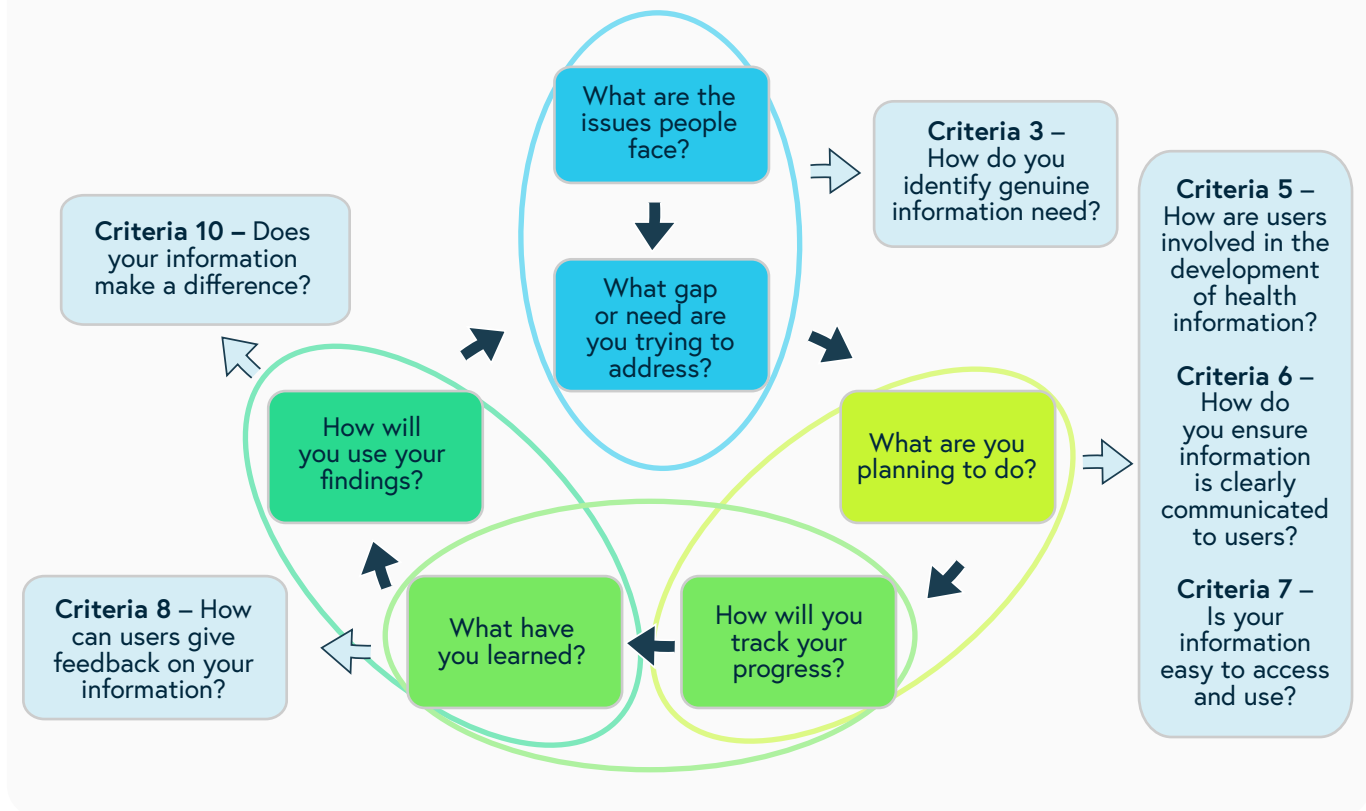 What are the
issues people
face?
Criteria 3 –
How do you
identify genuine
information need?
What gap
or need are
you trying to
address?
Criteria 5 –
How are users
involved in the
development
of health
information?
Criteria 6 –
How do
you ensure
information
is clearly
communicated
to users?
Criteria 7 –
Is your
information
easy to access
and use?
What are you
planning to do?
How will you
track your
progress?
What have
you learned?
Criteria 8 – How
can users give
feedback on your
information?
How will
you use your
findings?
Criteria 10 – Does
your information
make a difference?